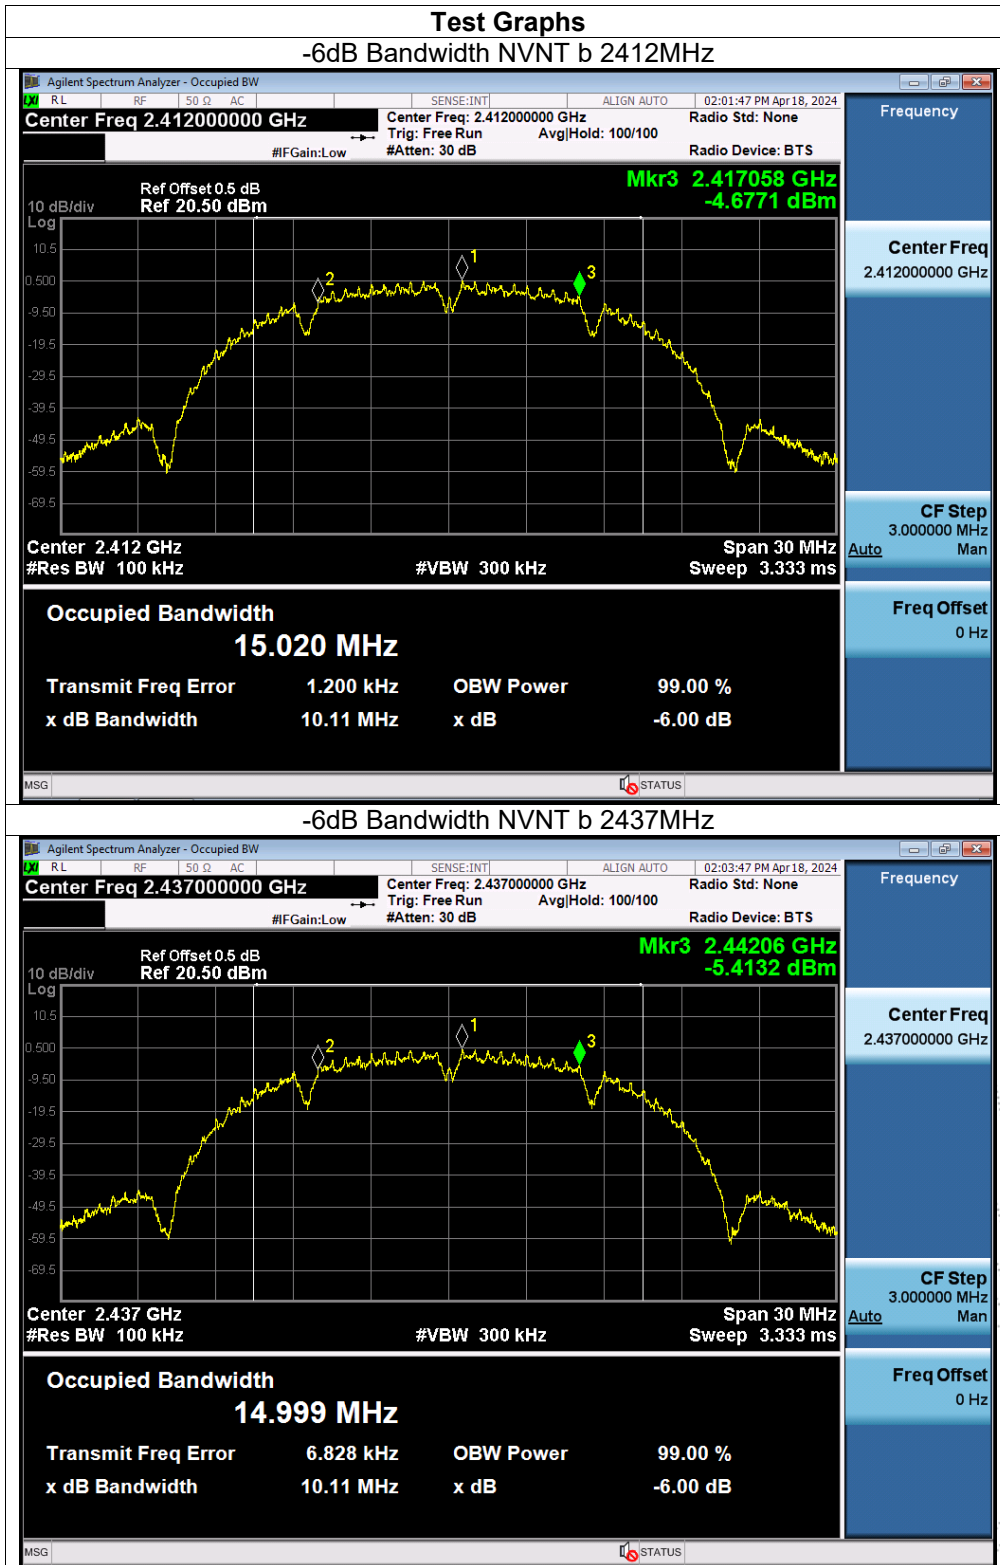 Test Graphs
-6dB Bandwidth NVNT b 2412MHz
Agilent Spectrum Analyzer - Occupied BW
LXI RL RF 50 Ω AC SENSE:INT ALIGN AUTO 02:01:47 PM Apr 18, 2024
Center Freq 2.412000000 GHz
Center Freq: 2.412000000 GHz Radio Std: None
Trig: Free Run Avg|Hold: 100/100
#IFGain:Low #Atten: 30 dB Radio Device: BTS
Frequency
Mkr3 2.417058 GHz
-4.6771 dBm
Ref Offset 0.5 dB
10 dB/div Ref 20.50 dBm
Log
10.5
0.500
-9.50
-19.5
-29.5
-39.5
-49.5
-59.5
-69.5
2
1
3
Center Freq
2.412000000 GHz
Center 2.412 GHz Span 30 MHz
#Res BW 100 kHz #VBW 300 kHz Sweep 3.333 ms
CF Step
3.000000 MHz
Auto Man
Occupied Bandwidth
15.020 MHz
Transmit Freq Error 1.200 kHz OBW Power 99.00 %
x dB Bandwidth 10.11 MHz x dB -6.00 dB
Freq Offset
0 Hz
MSG STATUS
-6dB Bandwidth NVNT b 2437MHz
Agilent Spectrum Analyzer - Occupied BW
LXI RL RF 50 Ω AC SENSE:INT ALIGN AUTO 02:03:47 PM Apr 18, 2024
Center Freq 2.437000000 GHz
Center Freq: 2.437000000 GHz Radio Std: None
Trig: Free Run Avg|Hold: 100/100
#IFGain:Low #Atten: 30 dB Radio Device: BTS
Frequency
Mkr3 2.44206 GHz
-5.4132 dBm
Ref Offset 0.5 dB
10 dB/div Ref 20.50 dBm
Log
10.5
0.500
-9.50
-19.5
-29.5
-39.5
-49.5
-59.5
-69.5
2
1
3
Center Freq
2.437000000 GHz
Center 2.437 GHz Span 30 MHz
#Res BW 100 kHz #VBW 300 kHz Sweep 3.333 ms
CF Step
3.000000 MHz
Auto Man
Occupied Bandwidth
14.999 MHz
Transmit Freq Error 6.828 kHz OBW Power 99.00 %
x dB Bandwidth 10.11 MHz x dB -6.00 dB
Freq Offset
0 Hz
MSG STATUS